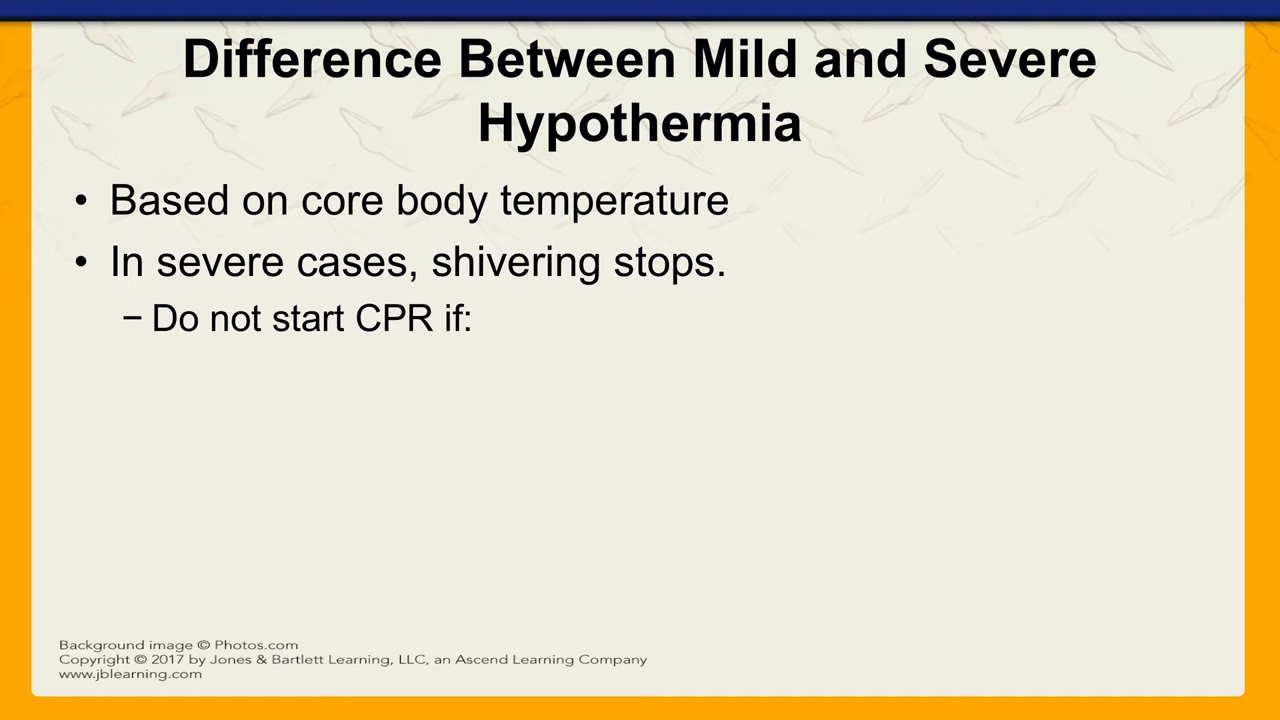 Difference Between Mild and Severe
Hypothermia
• Based on core body temperature
• In severe cases, shivering stops.
– Do not start CPR if:
Background image © Photos.com
Copyright © 2017 by Jones & Bartlett Learning, LLC, an Ascend Learning Company
www.jblearning.com